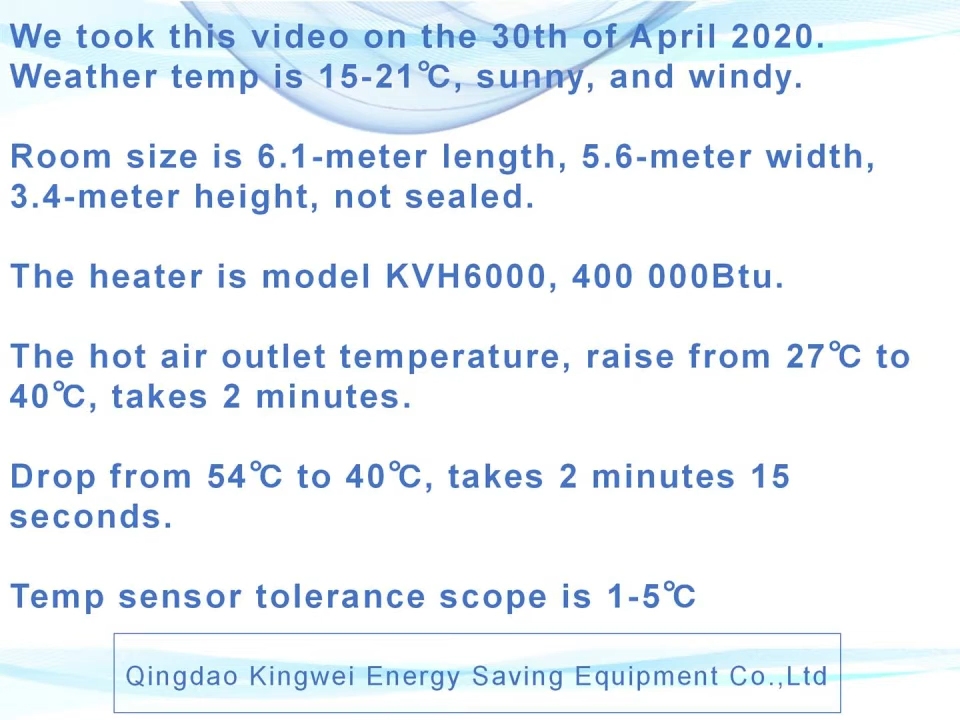 We took this video on the 30th of April 2020.
Weather temp is 15-21℃, sunny, and windy.
Room size is 6.1-meter length, 5.6-meter width,
3.4-meter height, not sealed.
The heater is model KVH6000, 400 000Btu.
The hot air outlet temperature, raise from 27℃ to
40℃, takes 2 minutes.
Drop from 54℃ to 40℃, takes 2 minutes 15
seconds.
Temp sensor tolerance scope is 1-5℃
Qingdao Kingwei Energy Saving Equipment Co.,Ltd